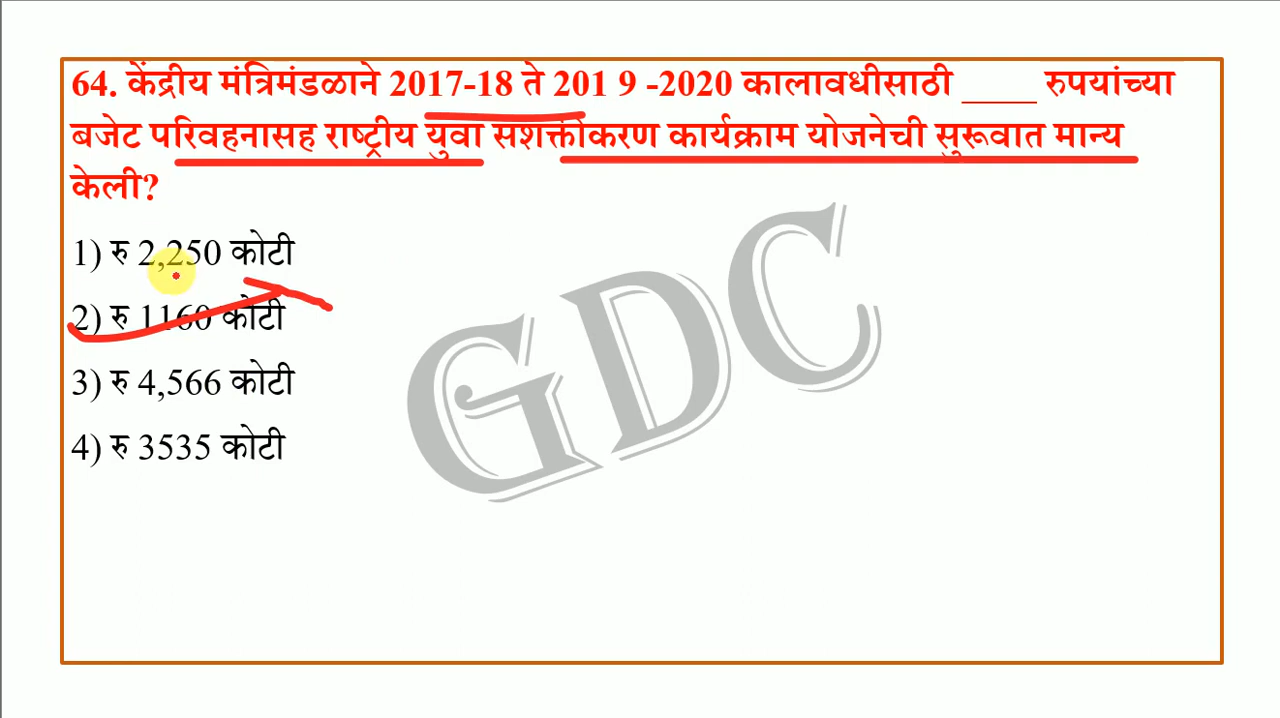 64. केंद्रीय मंत्रिमंडळाने 2017-18 ते 201 9 -2020 कालावधीसाठी ____ रुपयांच्या
बजेट परिवहनासह राष्ट्रीय युवा सशक्तीकरण कार्यक्राम योजनेची सुरूवात मान्य
केली?
1) रु 2,250 कोटी
2) रु 1160 कोटी
3) रु 4,566 कोटी
4) रु 3535 कोटी
GDC